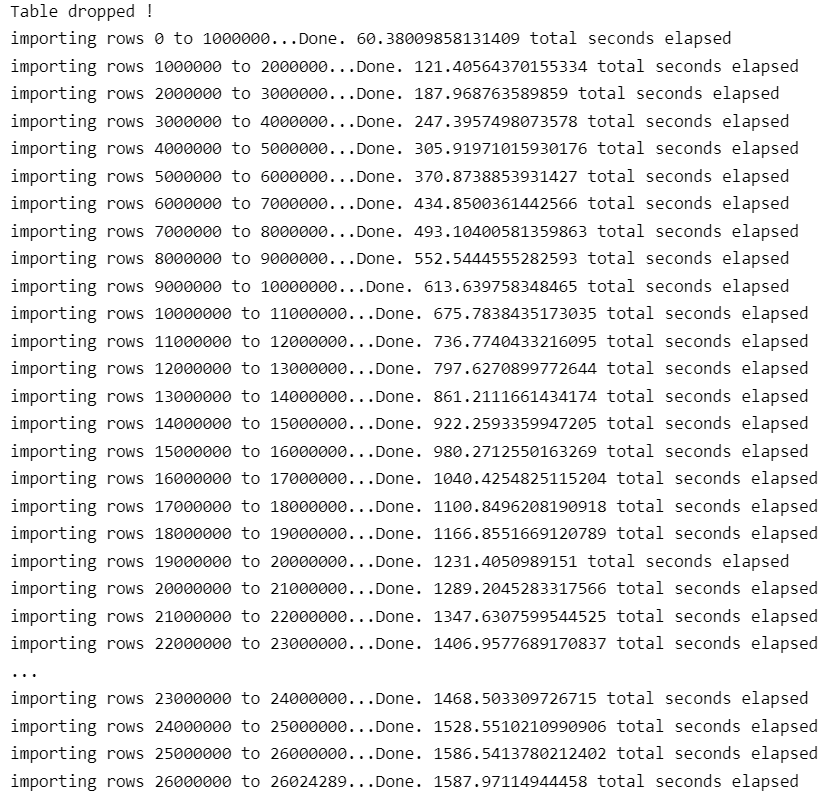 Table dropped !
importing rows 0 to 1000000...Done. 60.38009858131409 total seconds elapsed
importing rows 1000000 to 2000000...Done. 121.40564370155334 total seconds elapsed
importing rows 2000000 to 3000000...Done. 187.968763589859 total seconds elapsed
importing rows 3000000 to 4000000...Done. 247.3957498073578 total seconds elapsed
importing rows 4000000 to 5000000...Done. 305.91971015930176 total seconds elapsed
importing rows 5000000 to 6000000...Done. 370.8738853931427 total seconds elapsed
importing rows 6000000 to 7000000...Done. 434.8500361442566 total seconds elapsed
importing rows 7000000 to 8000000...Done. 493.10400581359863 total seconds elapsed
importing rows 8000000 to 9000000...Done. 552.5444555282593 total seconds elapsed
importing rows 9000000 to 10000000...Done. 613.639758348465 total seconds elapsed
importing rows 10000000 to 11000000...Done. 675.7838435173035 total seconds elapsed
importing rows 11000000 to 12000000...Done. 736.7740433216095 total seconds elapsed
importing rows 12000000 to 13000000...Done. 797.6270899772644 total seconds elapsed
importing rows 13000000 to 14000000...Done. 861.2111661434174 total seconds elapsed
importing rows 14000000 to 15000000...Done. 922.2593359947205 total seconds elapsed
importing rows 15000000 to 16000000...Done. 980.2712550163269 total seconds elapsed
importing rows 16000000 to 17000000...Done. 1040.4254825115204 total seconds elapsed
importing rows 17000000 to 18000000...Done. 1100.8496208190918 total seconds elapsed
importing rows 18000000 to 19000000...Done. 1166.8551669120789 total seconds elapsed
importing rows 19000000 to 20000000...Done. 1231.4050989151 total seconds elapsed
importing rows 20000000 to 21000000...Done. 1289.2045283317566 total seconds elapsed
importing rows 21000000 to 22000000...Done. 1347.6307599544525 total seconds elapsed
importing rows 22000000 to 23000000...Done. 1406.9577689170837 total seconds elapsed
...
importing rows 23000000 to 24000000...Done. 1468.503309726715 total seconds elapsed
importing rows 24000000 to 25000000...Done. 1528.5510210990906 total seconds elapsed
importing rows 25000000 to 26000000...Done. 1586.5413780212402 total seconds elapsed
importing rows 26000000 to 26024289...Done. 1587.97114944458 total seconds elapsed